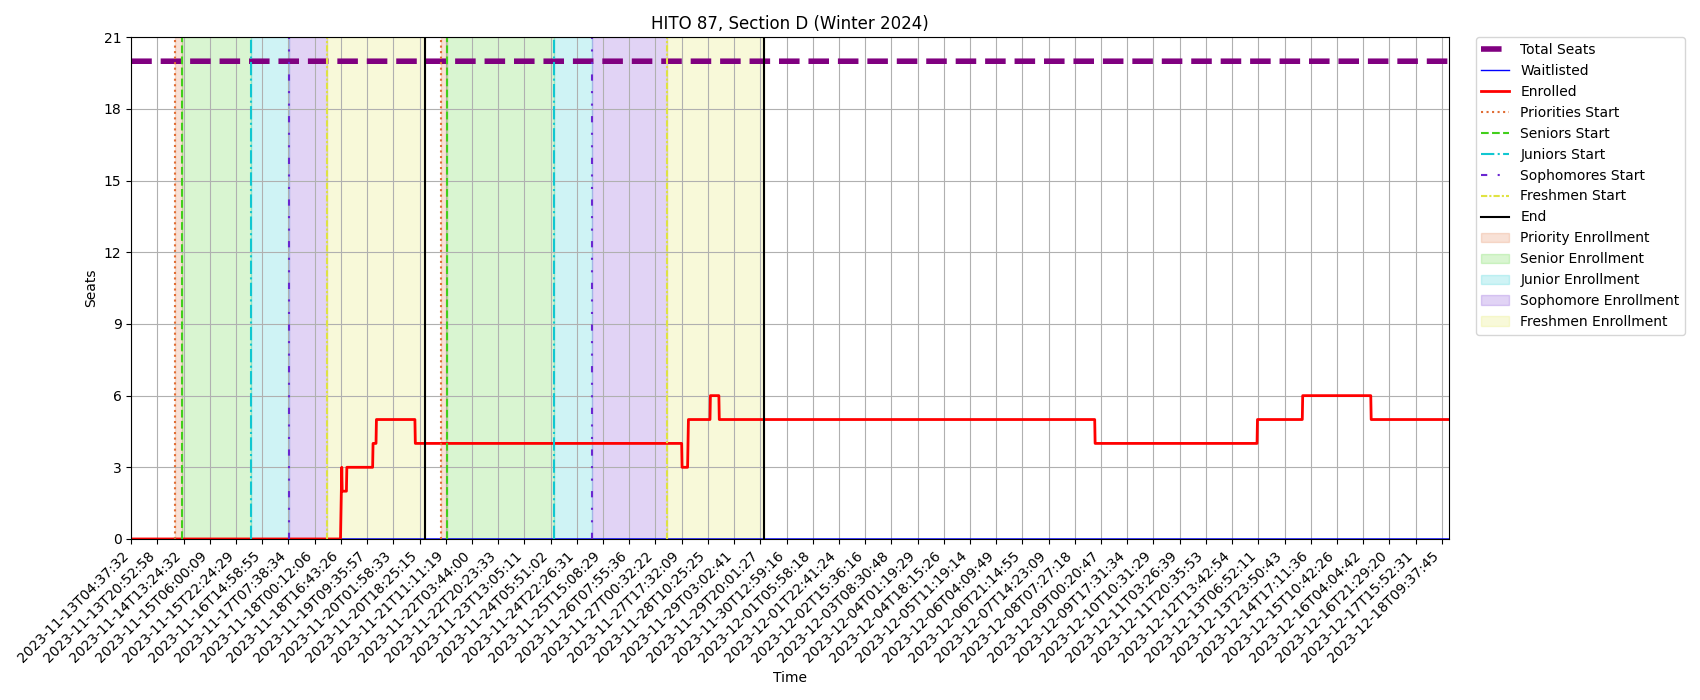 HITO 87, Section D (Winter 2024)
Seats
21
18
15
12
9
6
3
0
2023-11-13T04:37:32
2023-11-13T20:52:58
2023-11-14T13:24:32
2023-11-15T06:00:09
2023-11-15T22:24:29
2023-11-16T14:58:55
2023-11-17T07:38:34
2023-11-18T00:12:06
2023-11-18T16:43:26
2023-11-19T09:35:57
2023-11-20T01:58:33
2023-11-20T18:25:15
2023-11-21T11:11:19
2023-11-22T03:44:00
2023-11-22T20:23:33
2023-11-23T13:05:11
2023-11-24T05:51:02
2023-11-24T22:26:31
2023-11-25T15:08:29
2023-11-26T07:55:36
2023-11-27T00:32:22
2023-11-27T17:32:09
2023-11-28T10:25:25
2023-11-29T03:02:41
2023-11-29T20:01:27
2023-11-30T12:59:16
2023-12-01T05:58:18
2023-12-01T22:41:24
2023-12-02T15:36:16
2023-12-03T08:30:48
2023-12-04T01:19:29
2023-12-04T18:15:26
2023-12-05T11:19:14
2023-12-06T04:09:49
2023-12-06T21:14:55
2023-12-07T14:23:09
2023-12-08T07:27:18
2023-12-09T00:20:47
2023-12-09T17:31:34
2023-12-10T10:31:29
2023-12-11T03:26:39
2023-12-11T20:35:53
2023-12-12T13:42:54
2023-12-13T06:52:11
2023-12-13T23:50:43
2023-12-14T17:11:36
2023-12-15T10:42:26
2023-12-16T04:04:42
2023-12-16T21:29:20
2023-12-17T15:52:31
2023-12-18T09:37:45
Time
Total Seats
Waitlisted
Enrolled
Priorities Start
Seniors Start
Juniors Start
Sophomores Start
Freshmen Start
End
Priority Enrollment
Senior Enrollment
Junior Enrollment
Sophomore Enrollment
Freshmen Enrollment